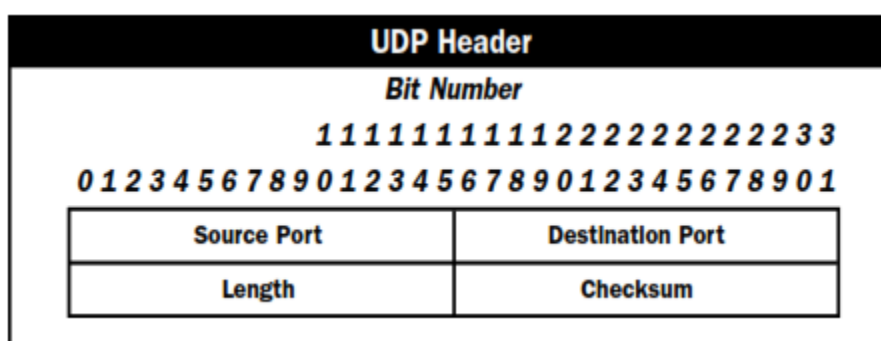 UDP Header
Bit Number
1 1 1 1 1 1 1 1 1 1 2 2 2 2 2 2 2 2 2 2 3 3
0 1 2 3 4 5 6 7 8 9 0 1 2 3 4 5 6 7 8 9 0 1 2 3 4 5 6 7 8 9 0 1
Source Port Destination Port
Length Checksum